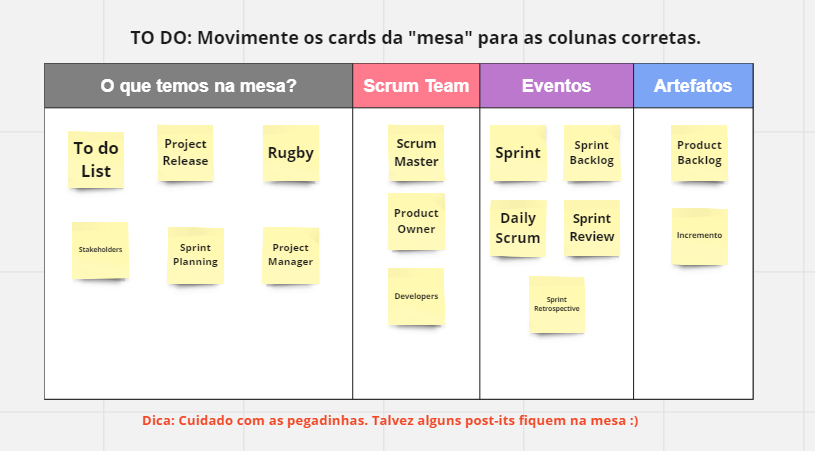 TO DO: Movimente os cards da "mesa" para as colunas corretas.
O que temos na mesa?
Scrum Team
Eventos
Artefatos
To do
List
Project
Release
Rugby
Stakeholders
Sprint
Planning
Project
Manager
Scrum
Master
Product
Owner
Developers
Sprint
Sprint
Backlog
Daily
Scrum
Sprint
Review
Sprint
Retrospective
Product
Backlog
Incremento
Dica: Cuidado com as pegadinhas. Talvez alguns post-its fiquem na mesa :)